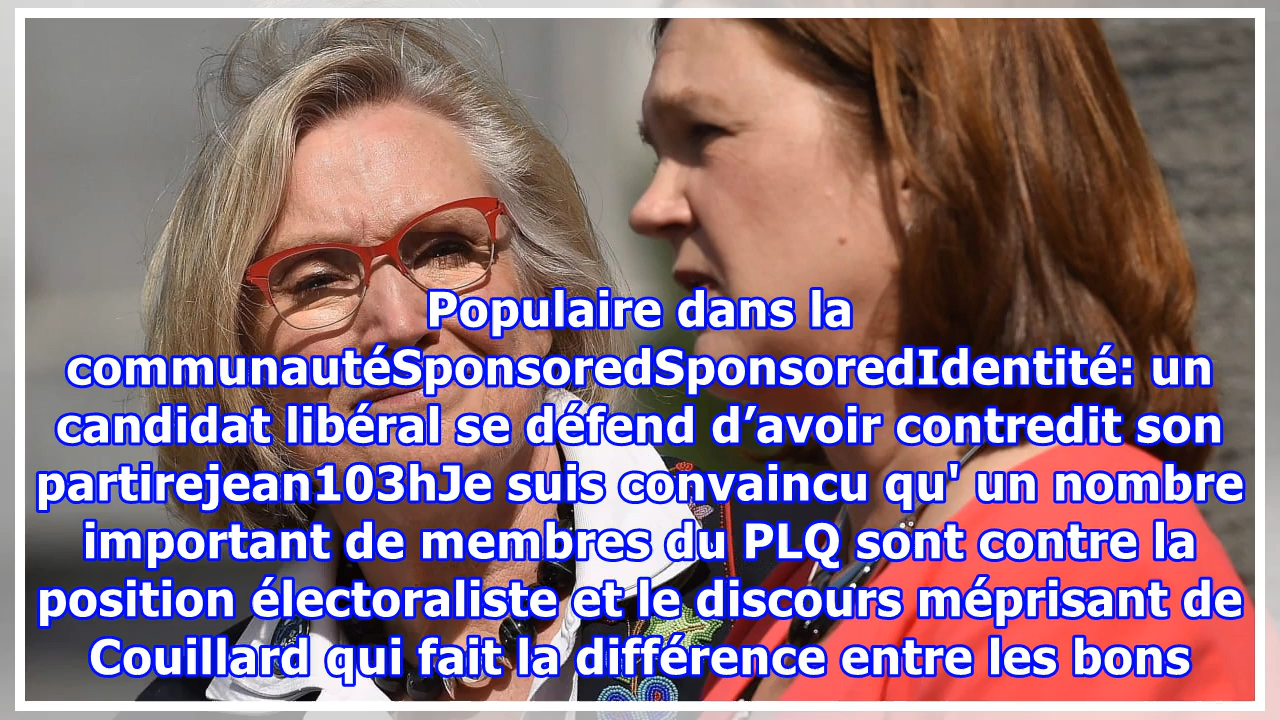 Populaire dans la
communautéSponsoredSponsoredIdentité: un
candidat libéral se défend d’avoir contredit son
partirejean103hJe suis convaincu qu' un nombre
important de membres du PLQ sont contre la
position électoraliste et le discours méprisant de
Couillard qui fait la différence entre les bons